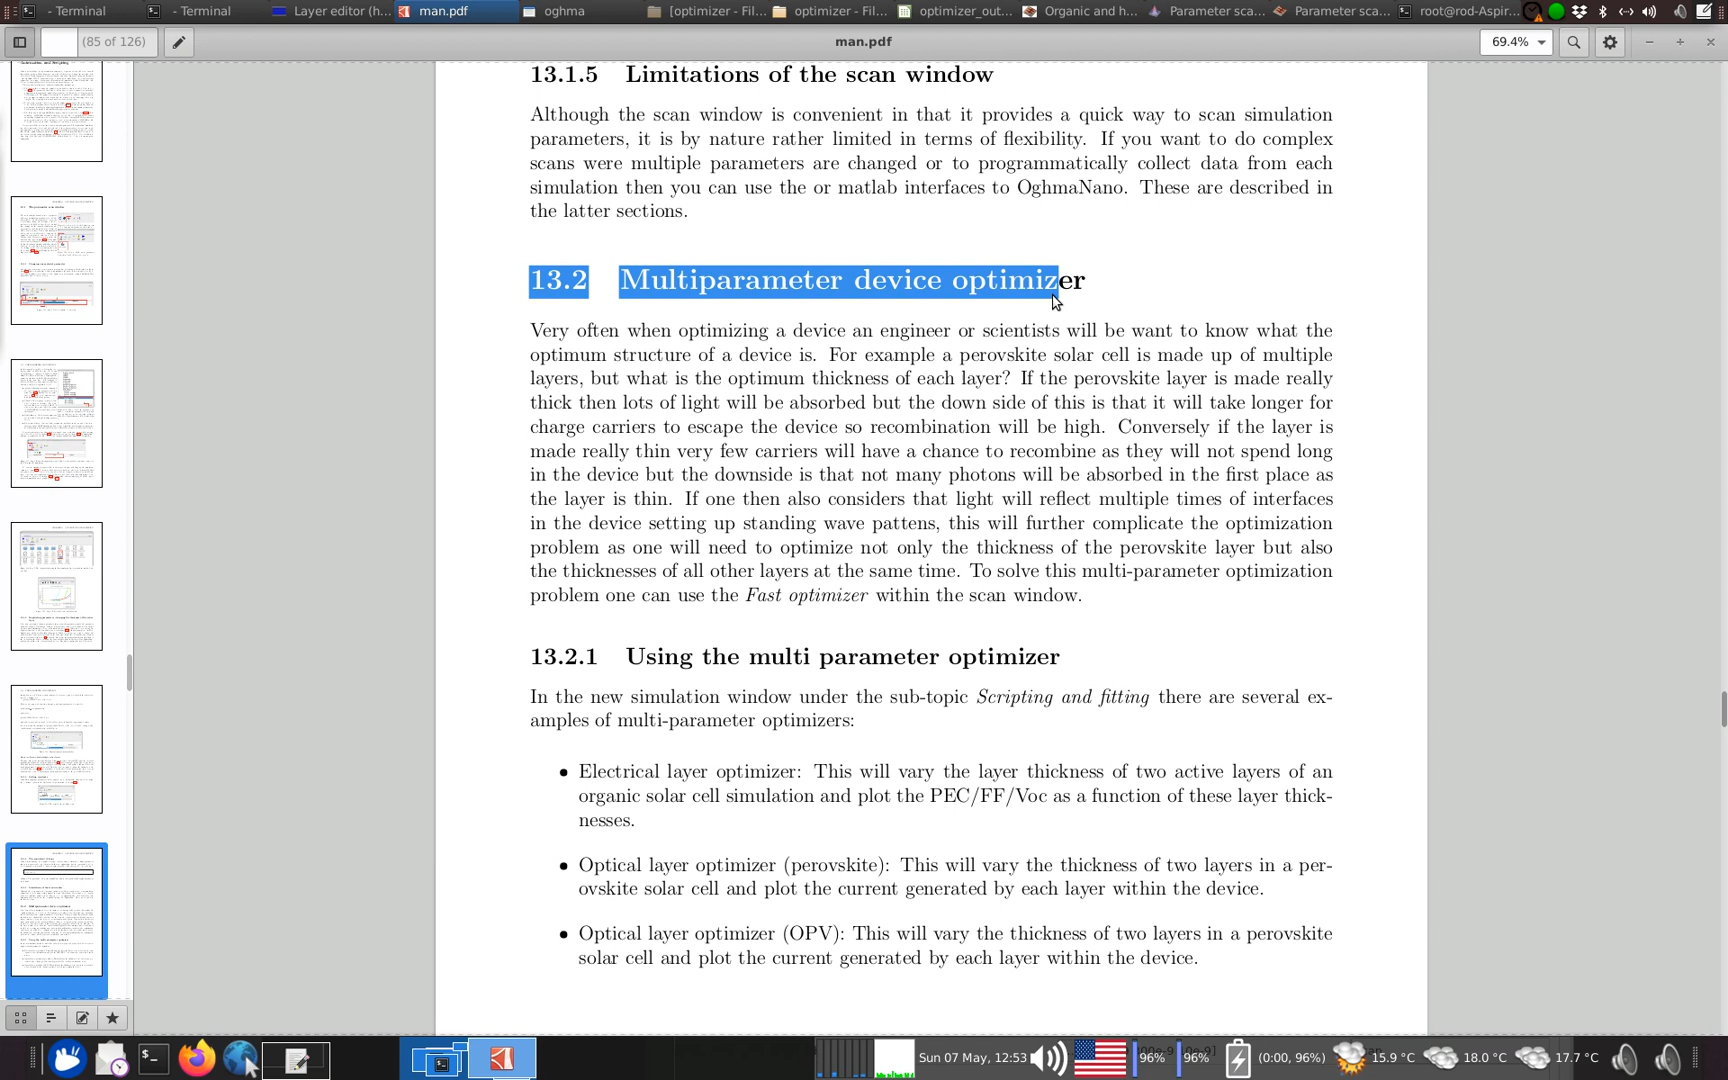 - Terminal
- Terminal
Layer editor (h...
man.pdf
oghma
[optimizer - Fil...
optimizer - Fil...
optimizer_out...
Organic and h...
Parameter sca...
Parameter sca...
root@rod-Aspir...
(85 of 126)
man.pdf
69.4%
13.1.5 Limitations of the scan window
Although the scan window is convenient in that it provides a quick way to scan simulation
parameters, it is by nature rather limited in terms of flexibility. If you want to do complex
scans were multiple parameters are changed or to programmatically collect data from each
simulation then you can use the or matlab interfaces to OghmaNano. These are described in
the latter sections.
13.2 Multiparameter device optimizer
Very often when optimizing a device an engineer or scientists will be want to know what the
optimum structure of a device is. For example a perovskite solar cell is made up of multiple
layers, but what is the optimum thickness of each layer? If the perovskite layer is made really
thick then lots of light will be absorbed but the down side of this is that it will take longer for
charge carriers to escape the device so recombination will be high. Conversely if the layer is
made really thin very few carriers will have a chance to recombine as they will not spend long
in the device but the downside is that not many photons will be absorbed in the first place as
the layer is thin. If one then also considers that light will reflect multiple times of interfaces
in the device setting up standing wave pattens, this will further complicate the optimization
problem as one will need to optimize not only the thickness of the perovskite layer but also
the thicknesses of all other layers at the same time. To solve this multi-parameter optimization
problem one can use the Fast optimizer within the scan window.
13.2.1 Using the multi parameter optimizer
In the new simulation window under the sub-topic Scripting and fitting there are several ex-
amples of multi-parameter optimizers:
• Electrical layer optimizer: This will vary the layer thickness of two active layers of an
organic solar cell simulation and plot the PEC/FF/Voc as a function of these layer thick-
nesses.
• Optical layer optimizer (perovskite): This will vary the thickness of two layers in a per-
ovskite solar cell and plot the current generated by each layer within the device.
• Optical layer optimizer (OPV): This will vary the thickness of two layers in a perovskite
solar cell and plot the current generated by each layer within the device.
Sun 07 May, 12:53
96%
96%
(0:00, 96%)
15.9 °C
18.0 °C
17.7 °C